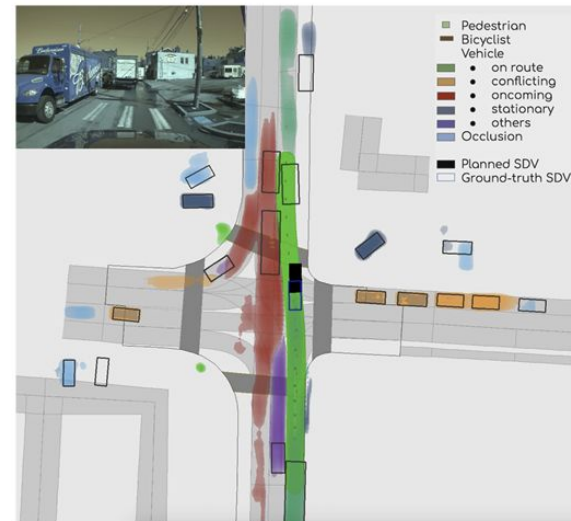 Pedestrian
Bicyclist
Vehicle
on route
conflicting
oncoming
stationary
others
Occlusion
Planned SDV
Ground-truth SDV